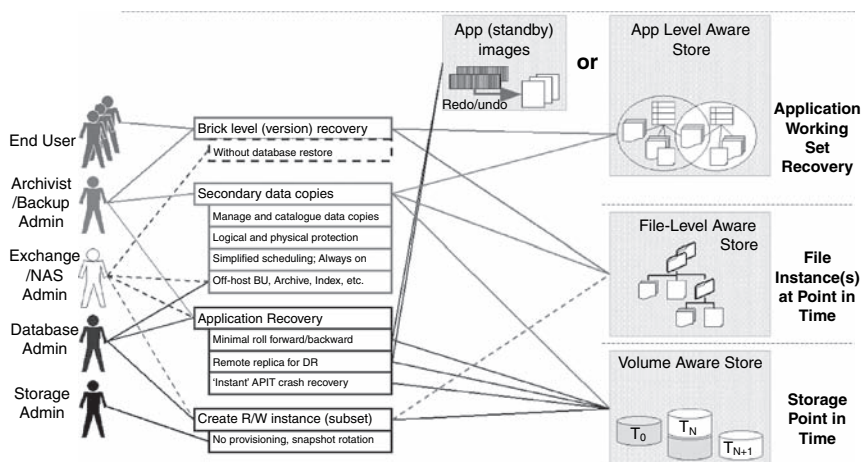 App (standby)
images
Redo/undo
or
App Level Aware
Store
Application
Working
Set
Recovery
End User
Archivist
/Backup
Admin
Exchange
/NAS
Admin
Database
Admin
Storage
Admin
Brick level (version) recovery
Without database restore
Secondary data copies
Manage and catalogue data copies
Logical and physical protection
Simplified scheduling; Always on
Off-host BU, Archive, Index, etc.
Application Recovery
Minimal roll forward/backward
Remote replica for DR
'Instant' APIT crash recovery
Create R/W instance (subset)
No provisioning, snapshot rotation
File-Level Aware
Store
File
Instance(s)
at Point in
Time
Volume Aware Store
T0
TN
TN+1
Storage
Point in
Time